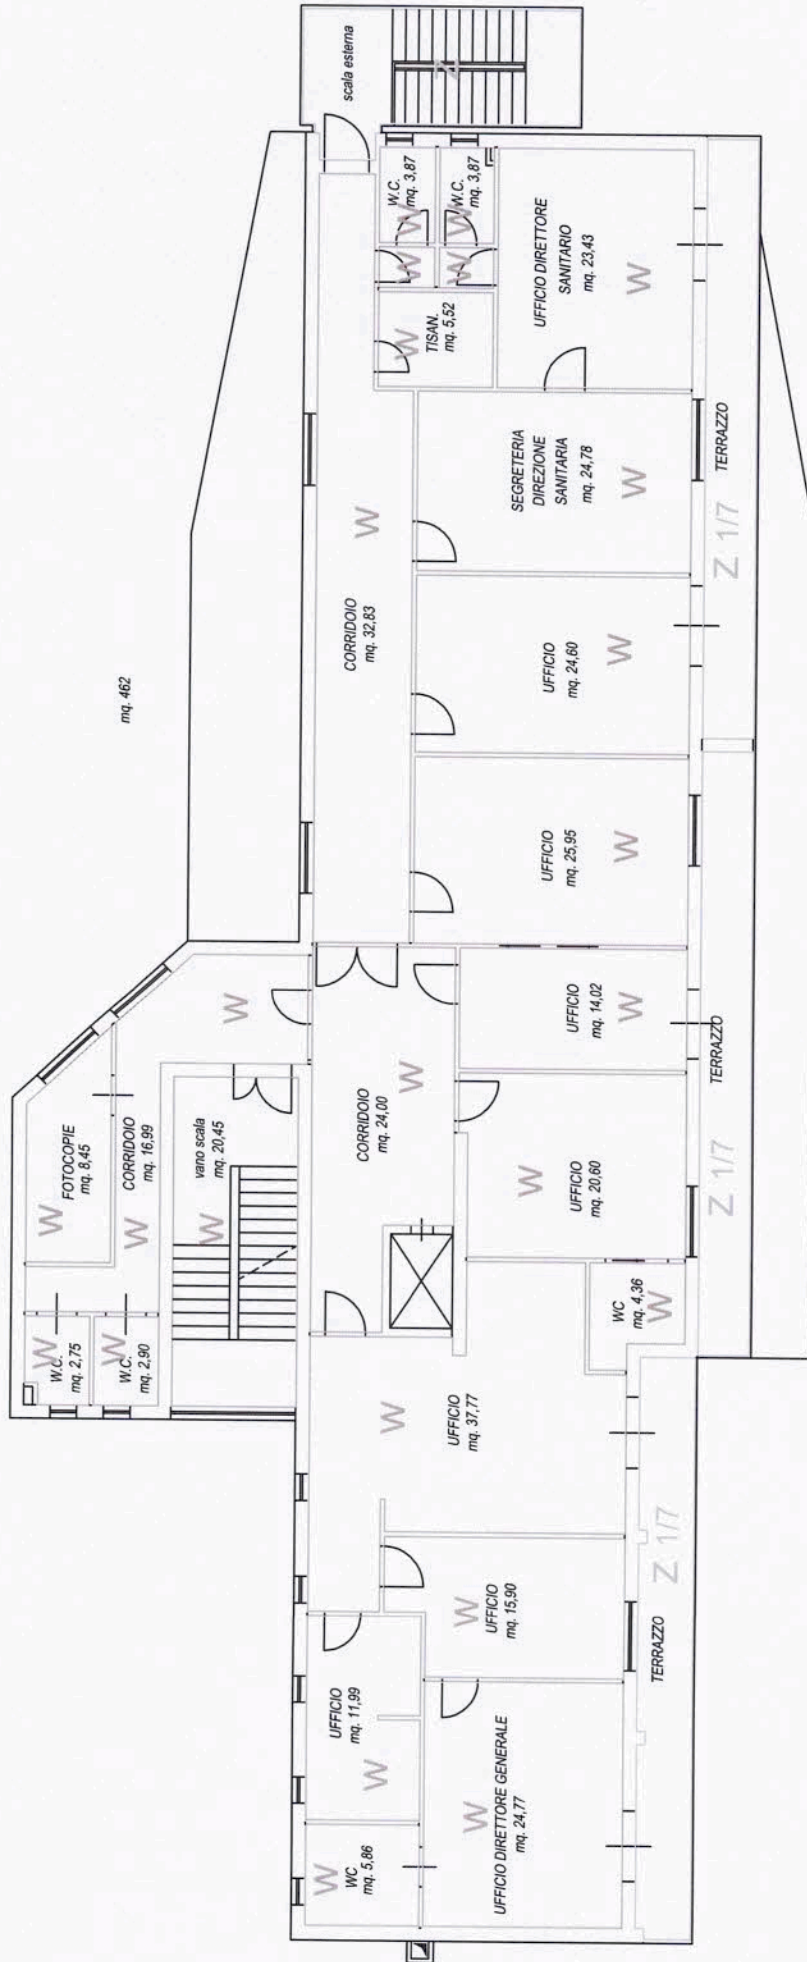 scala esterna
Z
W.C.
mq. 3,87
W
W.C.
mq. 3,87
W
W
W
TISAN.
mq. 5,52
W
UFFICIO DIRETTORE
SANITARIO
mq. 23,43
W
SEGRETERIA
DIREZIONE
SANITARIA
mq. 24,78
W
TERRAZZO
Z 1/7
CORRIDOIO
mq. 32,83
W
mq. 462
UFFICIO
mq. 24,60
W
UFFICIO
mq. 25,95
W
UFFICIO
mq. 14,02
W
TERRAZZO
Z 1/7
W
CORRIDOIO
mq. 24,00
W
UFFICIO
mq. 20,60
W
FOTOCOPIE
mq. 8,45
W
CORRIDOIO
mq. 16,99
W
vano scala
mq. 20,45
W
W.C.
mq. 2,75
W
W.C.
mq. 2,90
W
WC
mq. 4,36
W
UFFICIO
mq. 37,77
W
UFFICIO
mq. 15,90
W
TERRAZZO
Z 1/7
UFFICIO
mq. 11,99
W
UFFICIO DIRETTORE GENERALE
mq. 24,77
W
WC
mq. 5,86
W